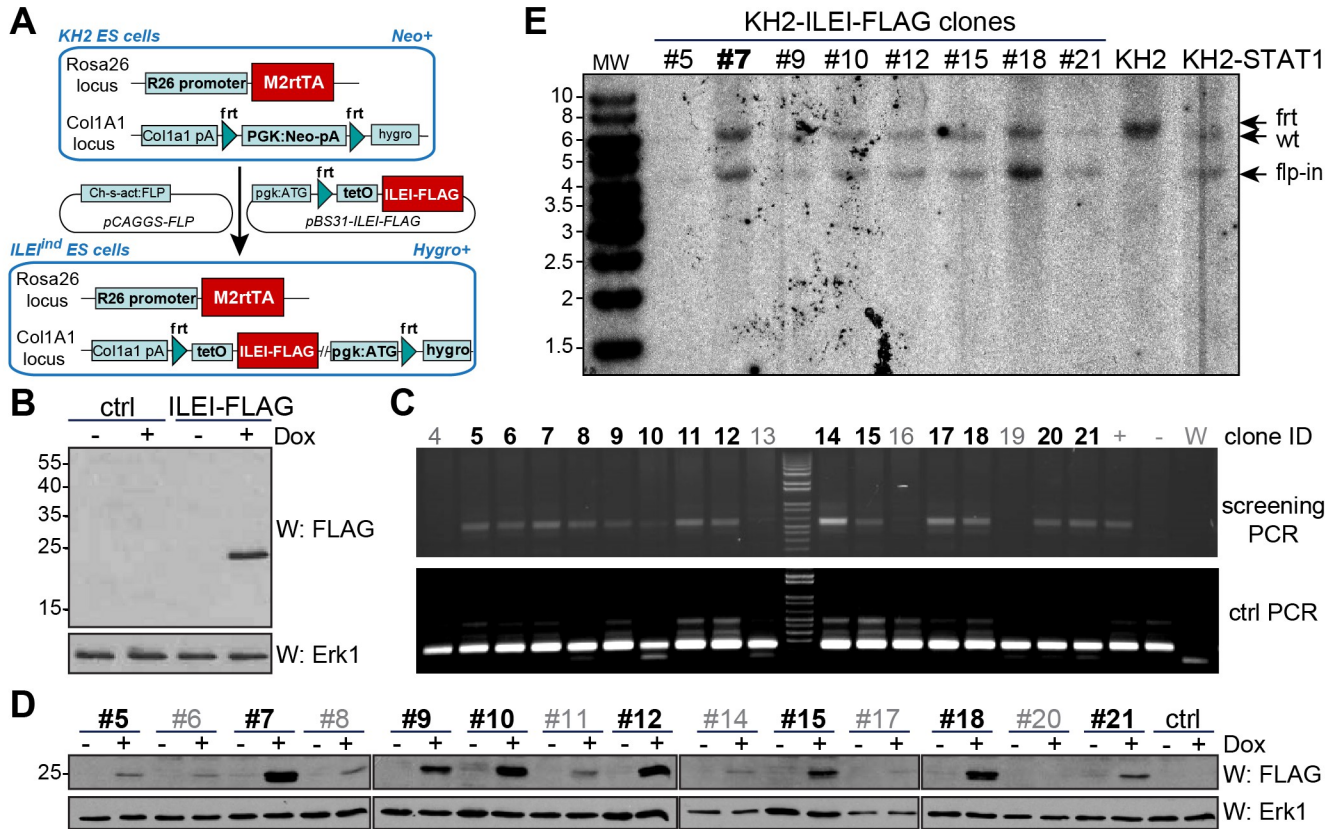 A
KH2 ES cells Neo+
Rosa26 locus
R26 promoter M2rtTA
Col1A1 locus
frt frt
Col1a1 pA PGK:Neo-pA hygro
Ch-s-act:FLP
pCAGGS-FLP
frt
pgk:ATG tetO ILEI-FLAG
pBS31-ILEI-FLAG
ILEIind ES cells Hygro+
Rosa26 locus
R26 promoter M2rtTA
Col1A1 locus
frt frt
Col1a1 pA tetO ILEI-FLAG // pgk:ATG hygro
B
ctrl ILEI-FLAG
- + - + Dox
55
40
35
25
15
W: FLAG
W: Erk1
E
KH2-ILEI-FLAG clones
MW #5 #7 #9 #10 #12 #15 #18 #21 KH2 KH2-STAT1
10
8
6
5
4
3.5
3
2.5
2
1.5
frt
wt
flp-in
C
4 5 6 7 8 9 10 11 12 13 14 15 16 17 18 19 20 21 + - W clone ID
screening PCR
ctrl PCR
D
#5 #6 #7 #8 #9 #10 #11 #12 #14 #15 #17 #18 #20 #21 ctrl
- + - + - + - + - + - + - + - + - + - + - + - + - + - + - + Dox
25
W: FLAG
W: Erk1